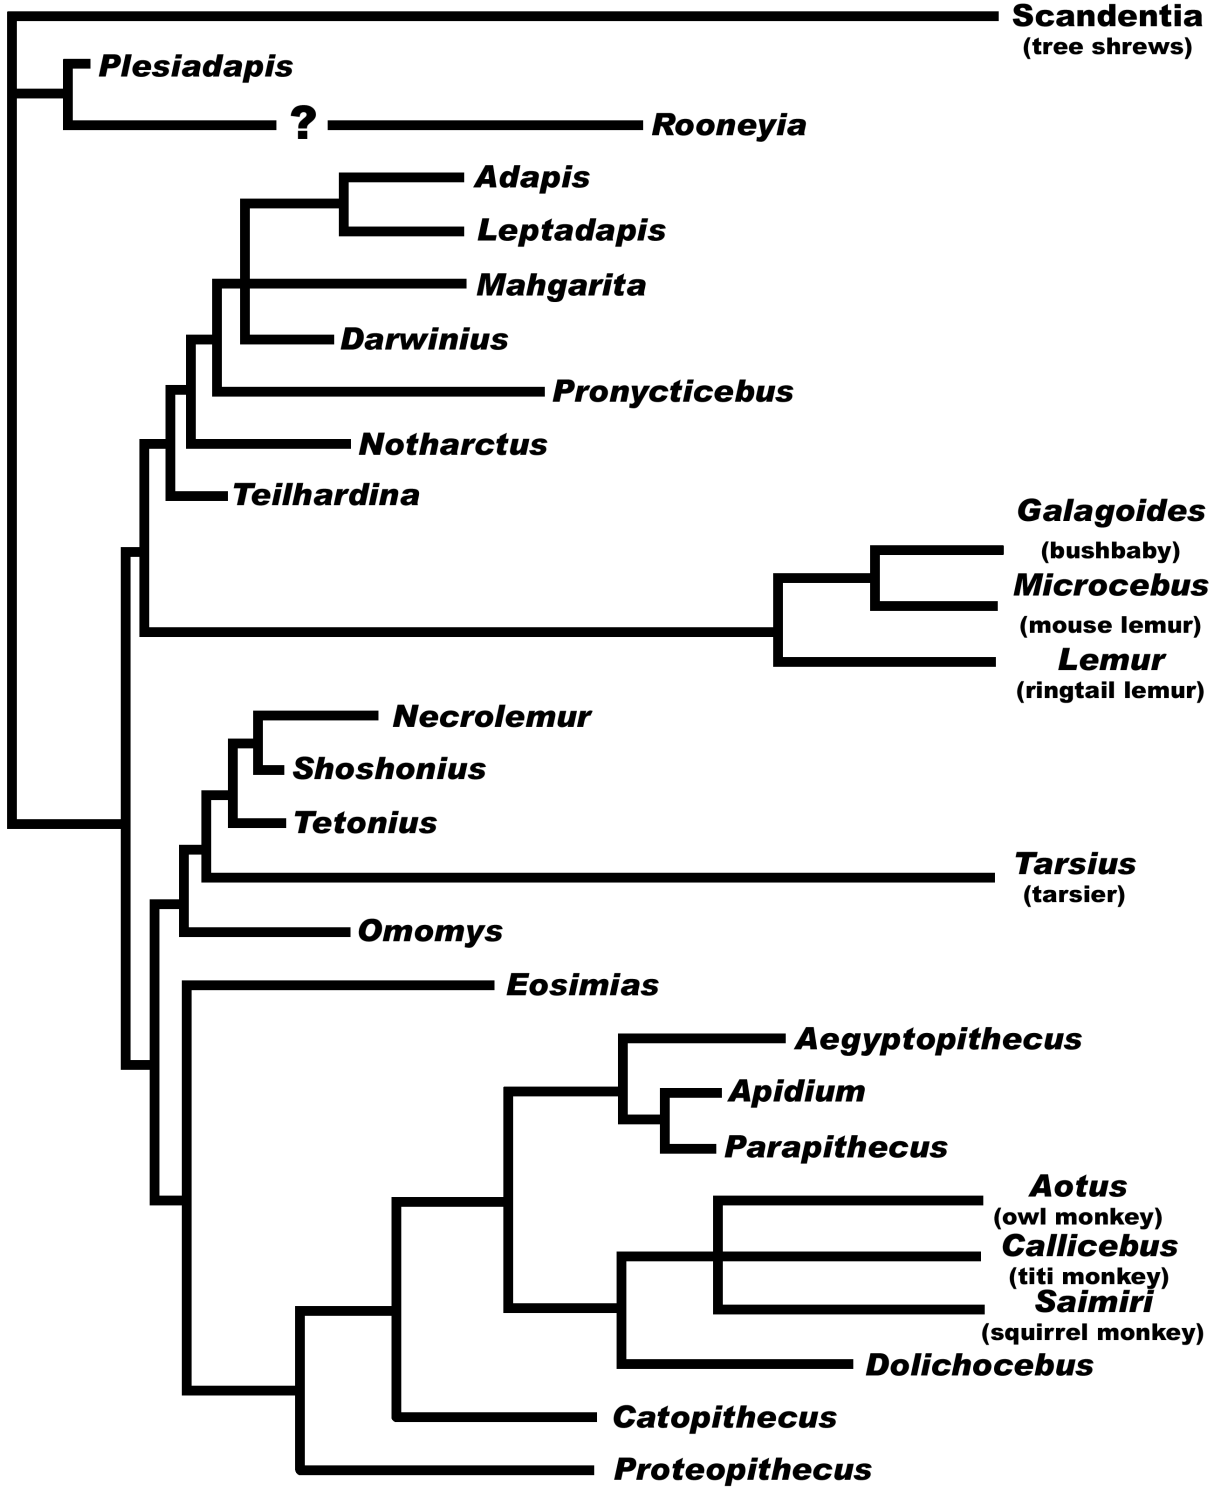 Scandentia
(tree shrews)
Plesiadapis
?
Rooneyia
Adapis
Leptadapis
Mahgarita
Darwinius
Pronycticebus
Notharctus
Teilhardina
Galagoides
(bushbaby)
Microcebus
(mouse lemur)
Lemur
(ringtail lemur)
Necrolemur
Shoshonius
Tetonius
Tarsius
(tarsier)
Omomys
Eosimias
Aegyptopithecus
Apidium
Parapithecus
Aotus
(owl monkey)
Callicebus
(titi monkey)
Saimiri
(squirrel monkey)
Dolichocebus
Catopithecus
Proteopithecus